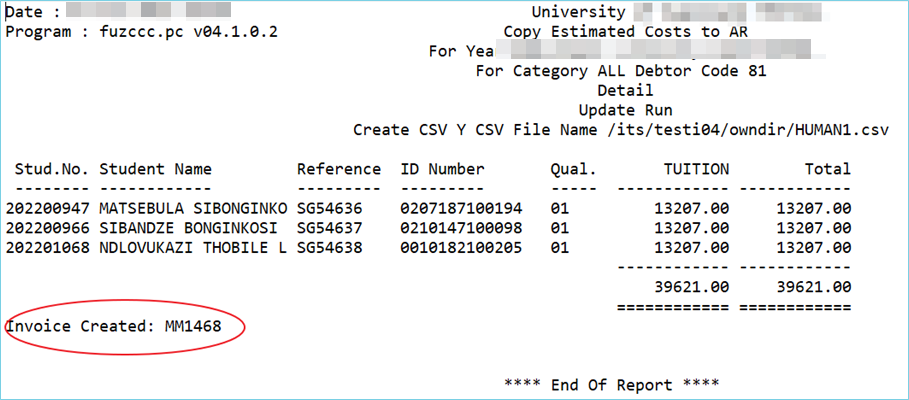 Date :
University
Program : fuzccc.pc v04.1.0.2
Copy Estimated Costs to AR
For Yea
For Category ALL Debtor Code 81
Detail
Update Run
Create CSV Y CSV File Name /its/testi04/owndir/HUMAN1.csv
Stud.No. Student Name Reference ID Number Qual. TUITION Total
-------- ------------ --------- --------- ----- ------------ ------------
202200947 MATSEBULA SIBONGINKO SG54636 0207187100194 01 13207.00 13207.00
202200966 SIBANDZE BONGINKOSI SG54637 0210147100098 01 13207.00 13207.00
202201068 NDLOVUKAZI THOBILE L SG54638 0010182100205 01 13207.00 13207.00
------------ ------------
39621.00 39621.00
============ ============
Invoice Created: MM1468
**** End Of Report ****